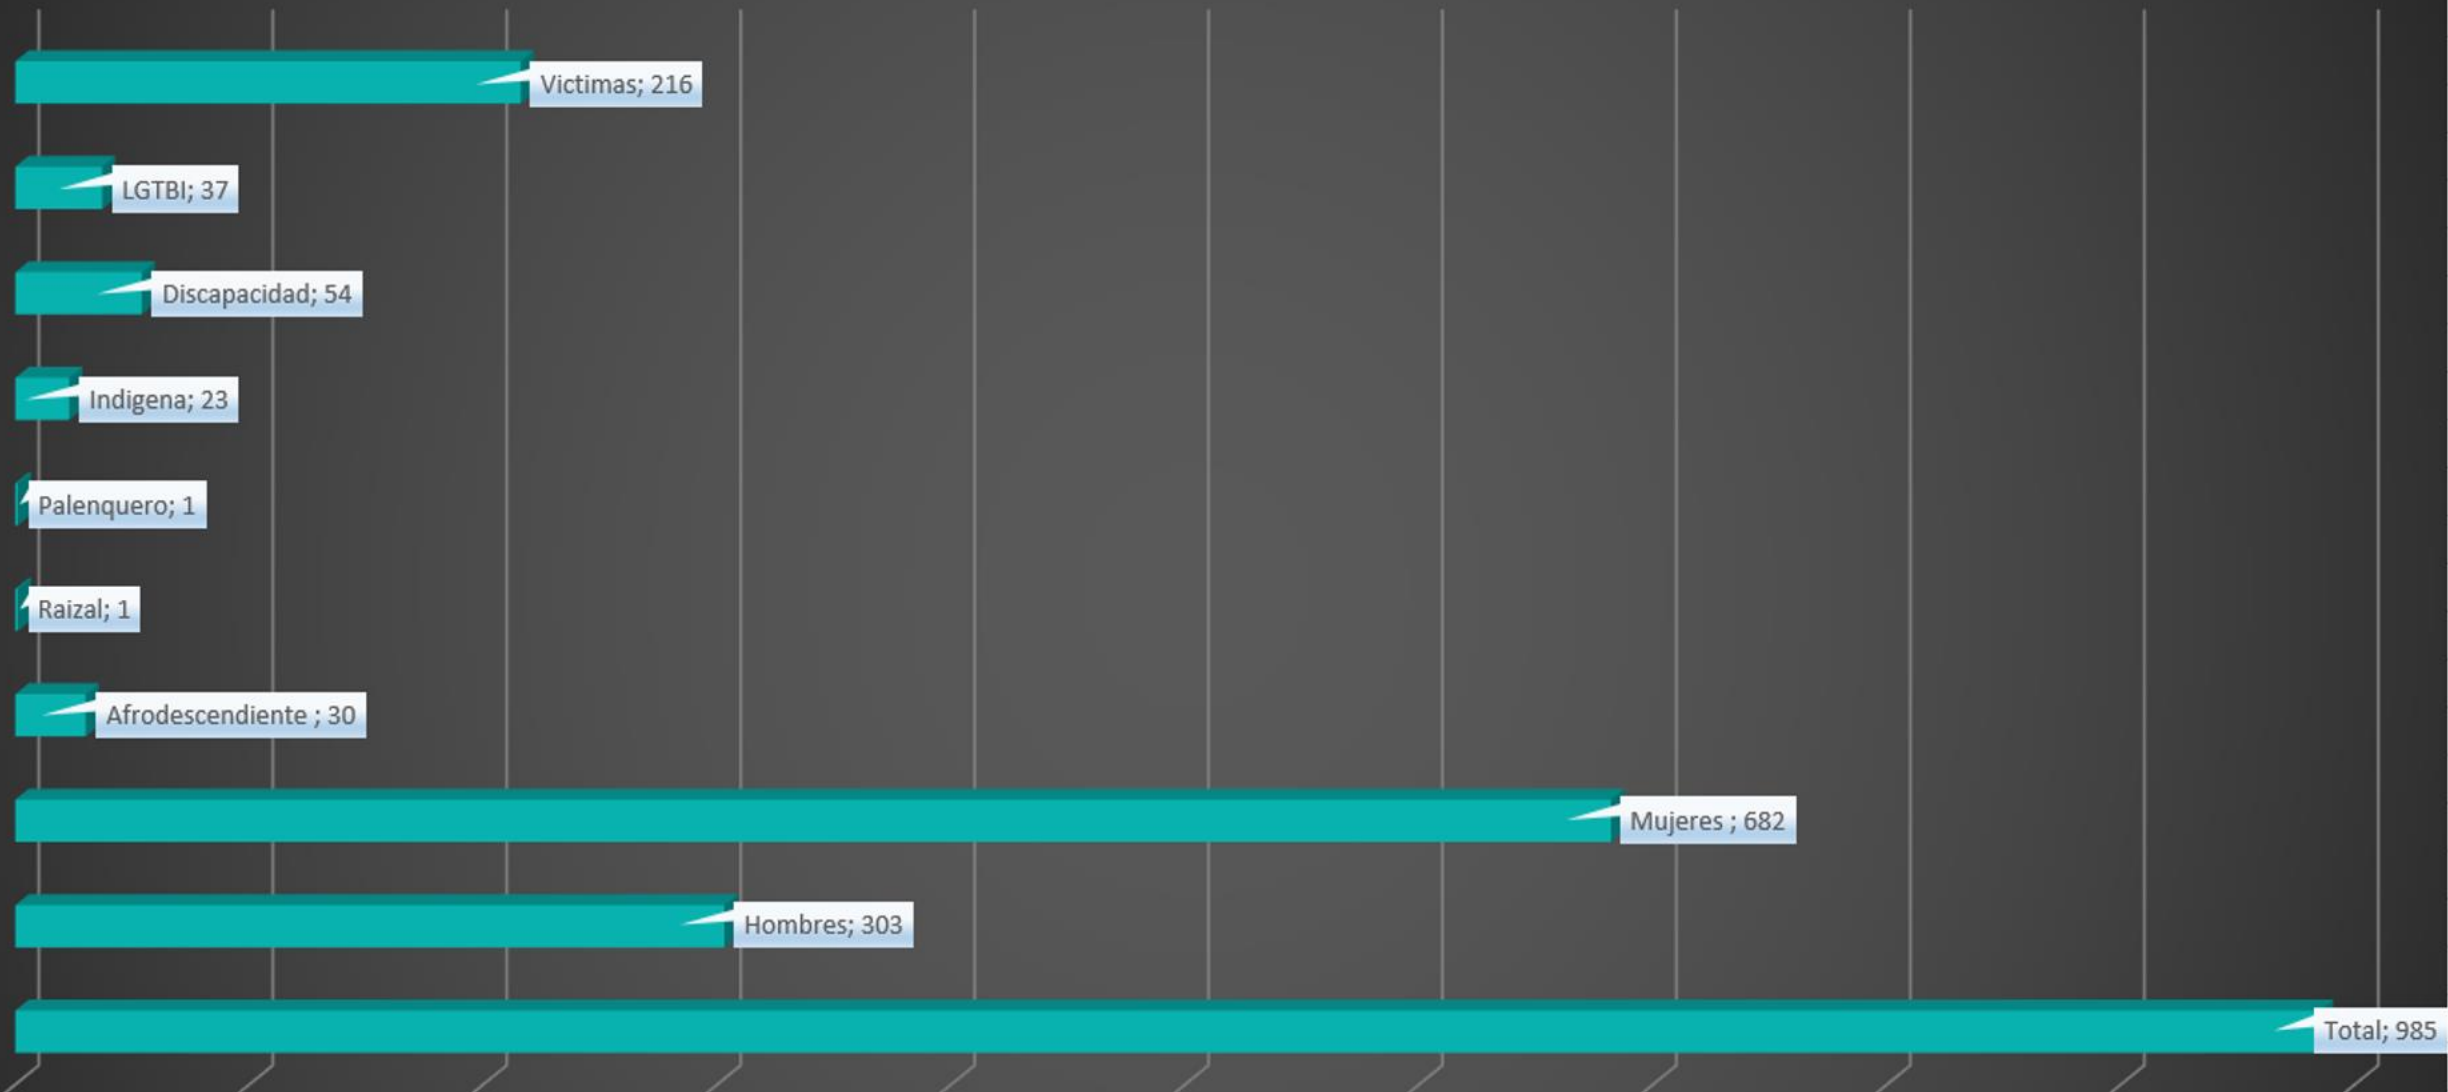 Victimas; 216
LGTBI; 37
Discapacidad; 54
Indigena; 23
Palenquero; 1
Raizal; 1
Afrodescendiente ; 30
Mujeres ; 682
Hombres; 303
Total; 985